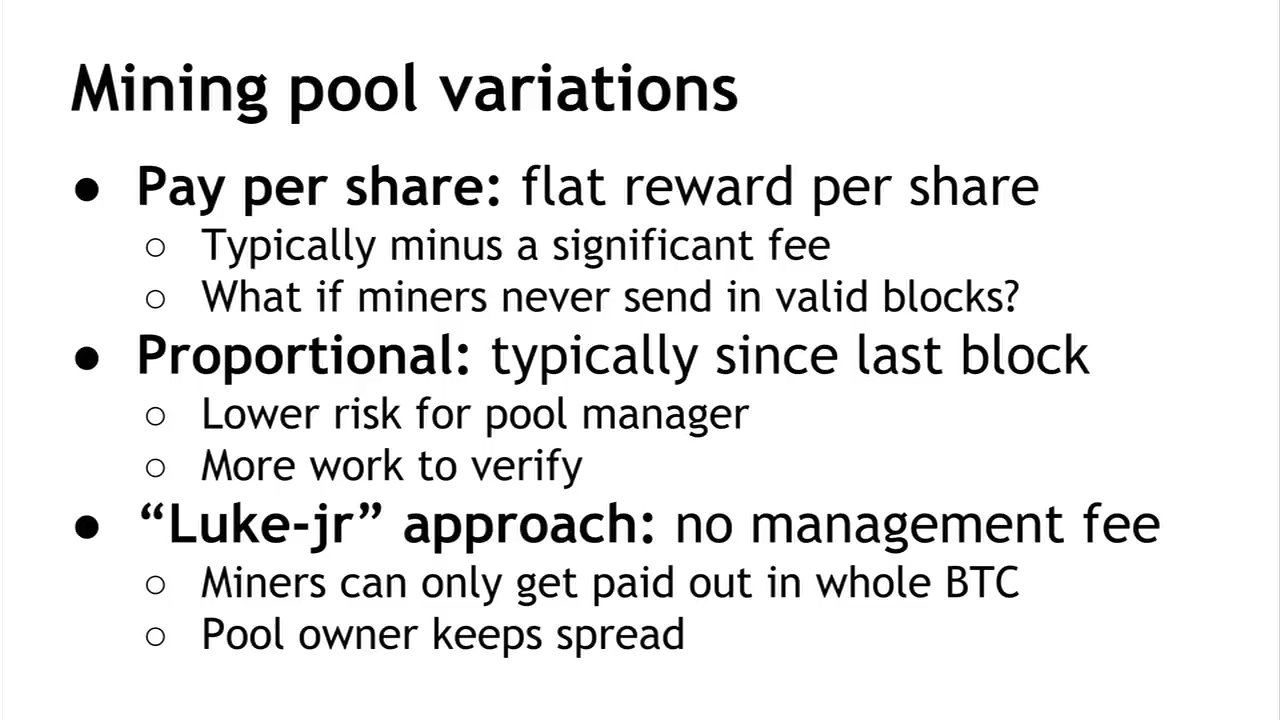 Mining pool variations
● Pay per share: flat reward per share
○ Typically minus a significant fee
○ What if miners never send in valid blocks?
● Proportional: typically since last block
○ Lower risk for pool manager
○ More work to verify
● “Luke-jr” approach: no management fee
○ Miners can only get paid out in whole BTC
○ Pool owner keeps spread